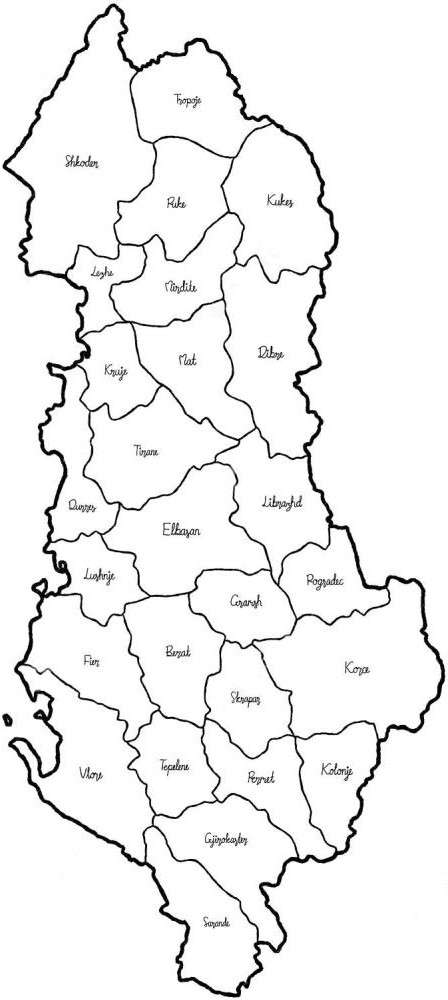 Tropoje
Shkoder
Puke
Kukes
Lezhe
Mirdite
Kruje
Mat
Dibre
Tirane
Durres
Librazhd
Elbasan
Lushnje
Gramsh
Pogradec
Fier
Berat
Korce
Skrapar
Vlore
Tepelene
Permet
Kolonje
Gjirokaster
Sarande